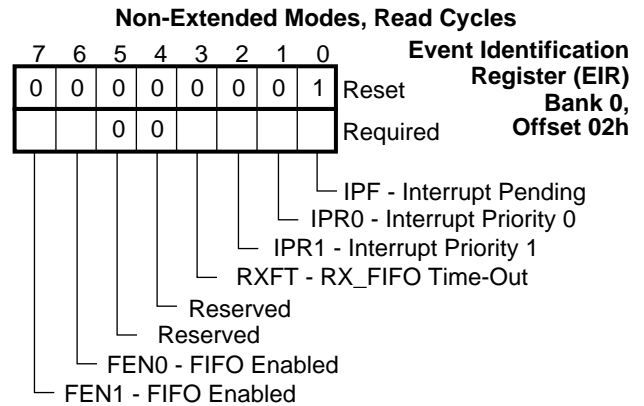 Non-Extended Modes, Read Cycles
7 6 5 4 3 2 1 0
Event Identification
Register (EIR)
Bank 0,
Offset 02h
0 0 0 0 0 0 0 1 Reset
0 0 Required
IPF - Interrupt Pending
IPR0 - Interrupt Priority 0
IPR1 - Interrupt Priority 1
RXFT - RX_FIFO Time-Out
Reserved
Reserved
FEN0 - FIFO Enabled
FEN1 - FIFO Enabled